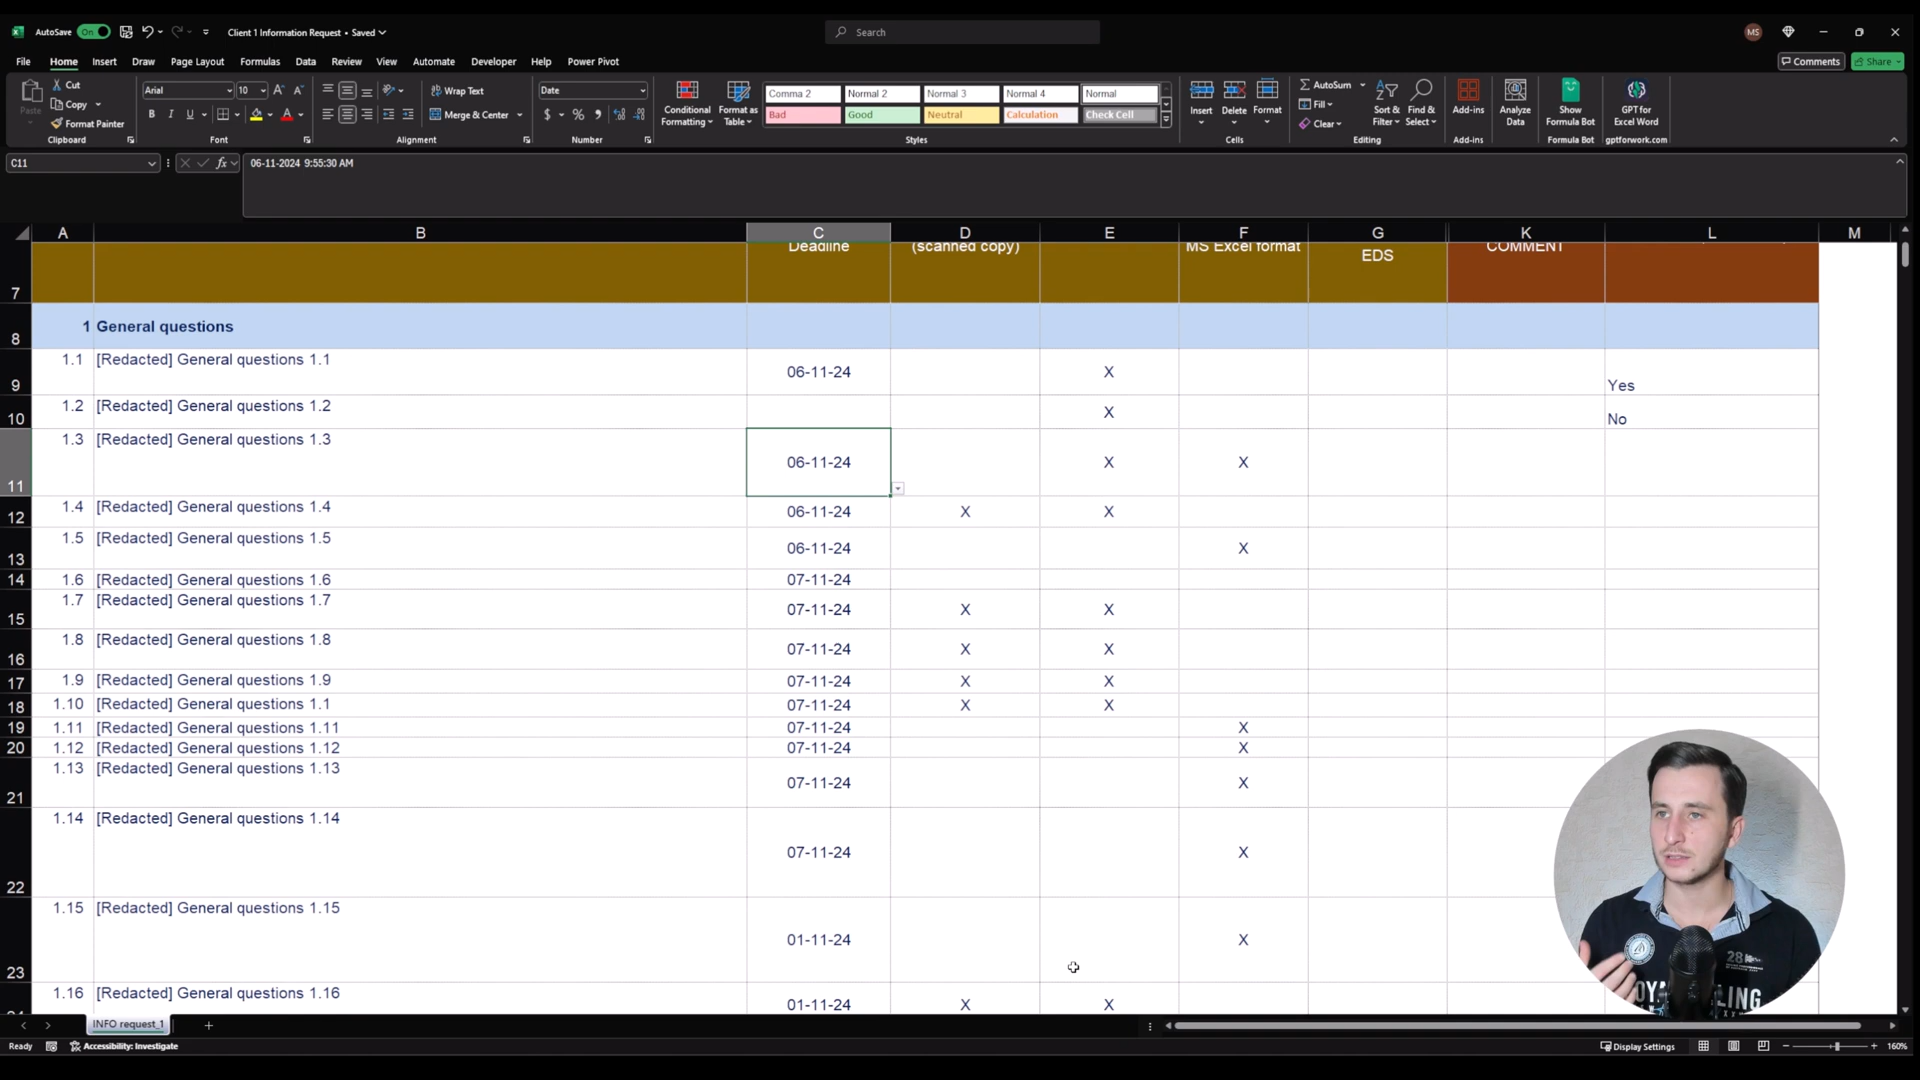 AutoSave On Client 1 Information Request • Saved Search MS
File Home Insert Draw Page Layout Formulas Data Review View Automate Developer Help Power Pivot Comments Share
Paste Cut Copy Format Painter Clipboard
Arial 10 B I U Font
Wrap Text Merge & Center Alignment
Date $ % Number
Conditional Formatting Format as Table Comma 2 Normal 2 Normal 3 Normal 4 Normal
Bad Good Neutral Calculation Check Cell Styles
Insert Delete Format Cells
AutoSum Fill Clear Sort & Filter Find & Select Editing
Add-ins Add-ins
Analyze Data
Show Formula Bot Formula Bot
GPT for Excel Word gptforwork.com
C11 fx 06-11-2024 9:55:30 AM
A B C D E F G K L M
7 Deadline (scanned copy) MS Excel format EDS COMMENT
8 1 General questions
9 1.1 [Redacted] General questions 1.1 06-11-24 X Yes
10 1.2 [Redacted] General questions 1.2 X No
11 1.3 [Redacted] General questions 1.3 06-11-24 X X
12 1.4 [Redacted] General questions 1.4 06-11-24 X X
13 1.5 [Redacted] General questions 1.5 06-11-24 X
14 1.6 [Redacted] General questions 1.6 07-11-24
15 1.7 [Redacted] General questions 1.7 07-11-24 X X
16 1.8 [Redacted] General questions 1.8 07-11-24 X X
17 1.9 [Redacted] General questions 1.9 07-11-24 X X
18 1.10 [Redacted] General questions 1.1 07-11-24 X X
19 1.11 [Redacted] General questions 1.11 07-11-24 X
20 1.12 [Redacted] General questions 1.12 07-11-24 X
21 1.13 [Redacted] General questions 1.13 07-11-24 X
22 1.14 [Redacted] General questions 1.14 07-11-24 X
23 1.15 [Redacted] General questions 1.15 01-11-24 X
1.16 [Redacted] General questions 1.16 01-11-24 X X
28
INFO request_1
Ready Accessibility: Investigate Display Settings 160%